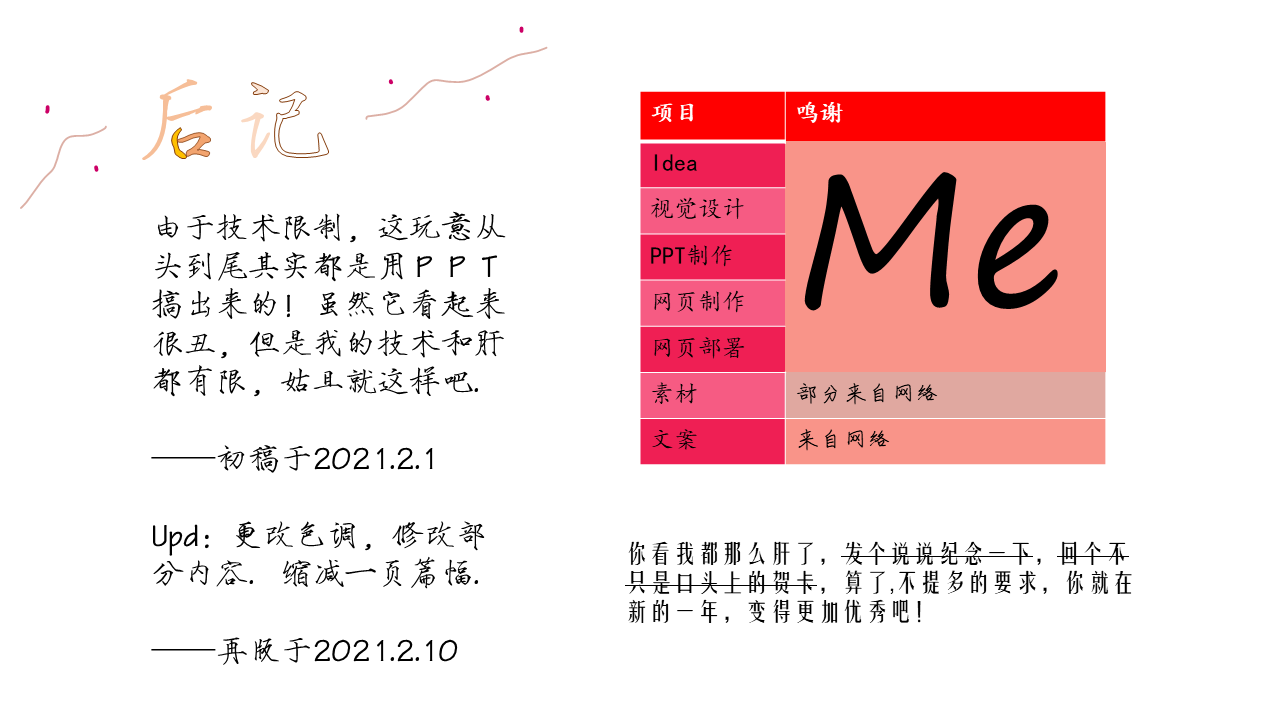 后记
由于技术限制，这玩意从
头到尾其实都是用ＰＰＴ
搞出来的！虽然它看起来
很丑，但是我的技术和肝
都有限，姑且就这样吧.
——初稿于2021.2.1
Upd：更改色调，修改部
分内容. 缩减一页篇幅.
——再版于2021.2.10
项目 鸣谢
Idea
视觉设计
PPT制作
网页制作
网页部署
Me
素材 部分来自网络
文案 来自网络
你看我都那么肝了，发个说说纪念一下，回个不
只是口头上的贺卡，算了,不提多的要求，你就在
新的一年，变得更加优秀吧！